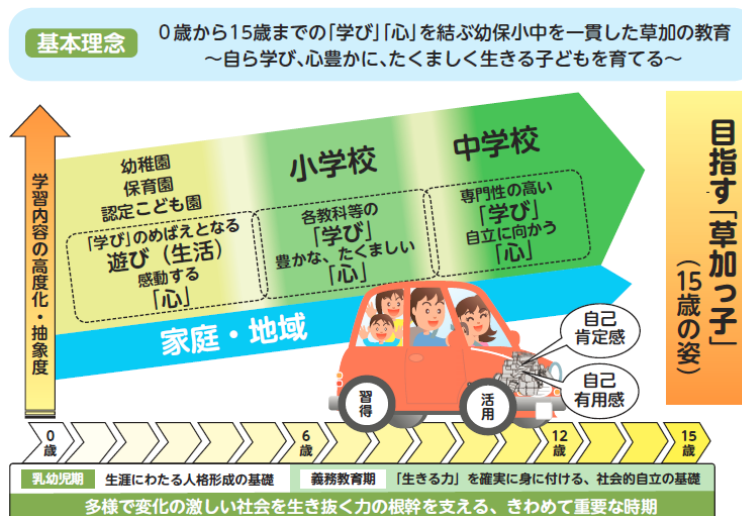 基本理念
0歳から15歳までの「学び」「心」を結ぶ幼保小中を一貫した草加の教育
～自ら学び、心豊かに、たくましく生きる子どもを育てる～
学習内容の高度化・抽象度
幼稚園
保育園
認定こども園
「学び」のめばえとなる
遊び（生活）
感動する
「心」
小学校
各教科等の
「学び」
豊かな、たくましい
「心」
中学校
専門性の高い
「学び」
自立に向かう
「心」
目指す「草加っ子」
（15歳の姿）
家庭・地域
自己
肯定感
自己
有用感
習得
活用
0
歳
6
歳
12
歳
15
歳
乳幼児期
生涯にわたる人格形成の基礎
義務教育期
「生きる力」を確実に身に付ける、社会的自立の基礎
多様で変化の激しい社会を生き抜く力の根幹を支える、きわめて重要な時期